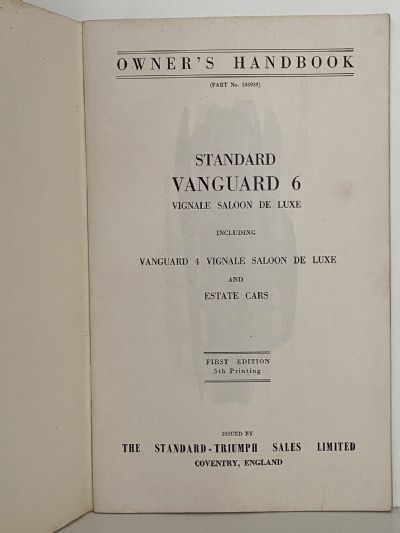 OWNER'S HANDBOOK
(PART No. 508939)
STANDARD
VANGUARD 6
VIGNALE SALOON DE LUXE
INCLUDING
VANGUARD 4 VIGNALE SALOON DE LUXE
AND
ESTATE CARS
FIRST EDITION
5th Printing
ISSUED BY
THE STANDARD-TRIUMPH SALES LIMITED
COVENTRY, ENGLAND